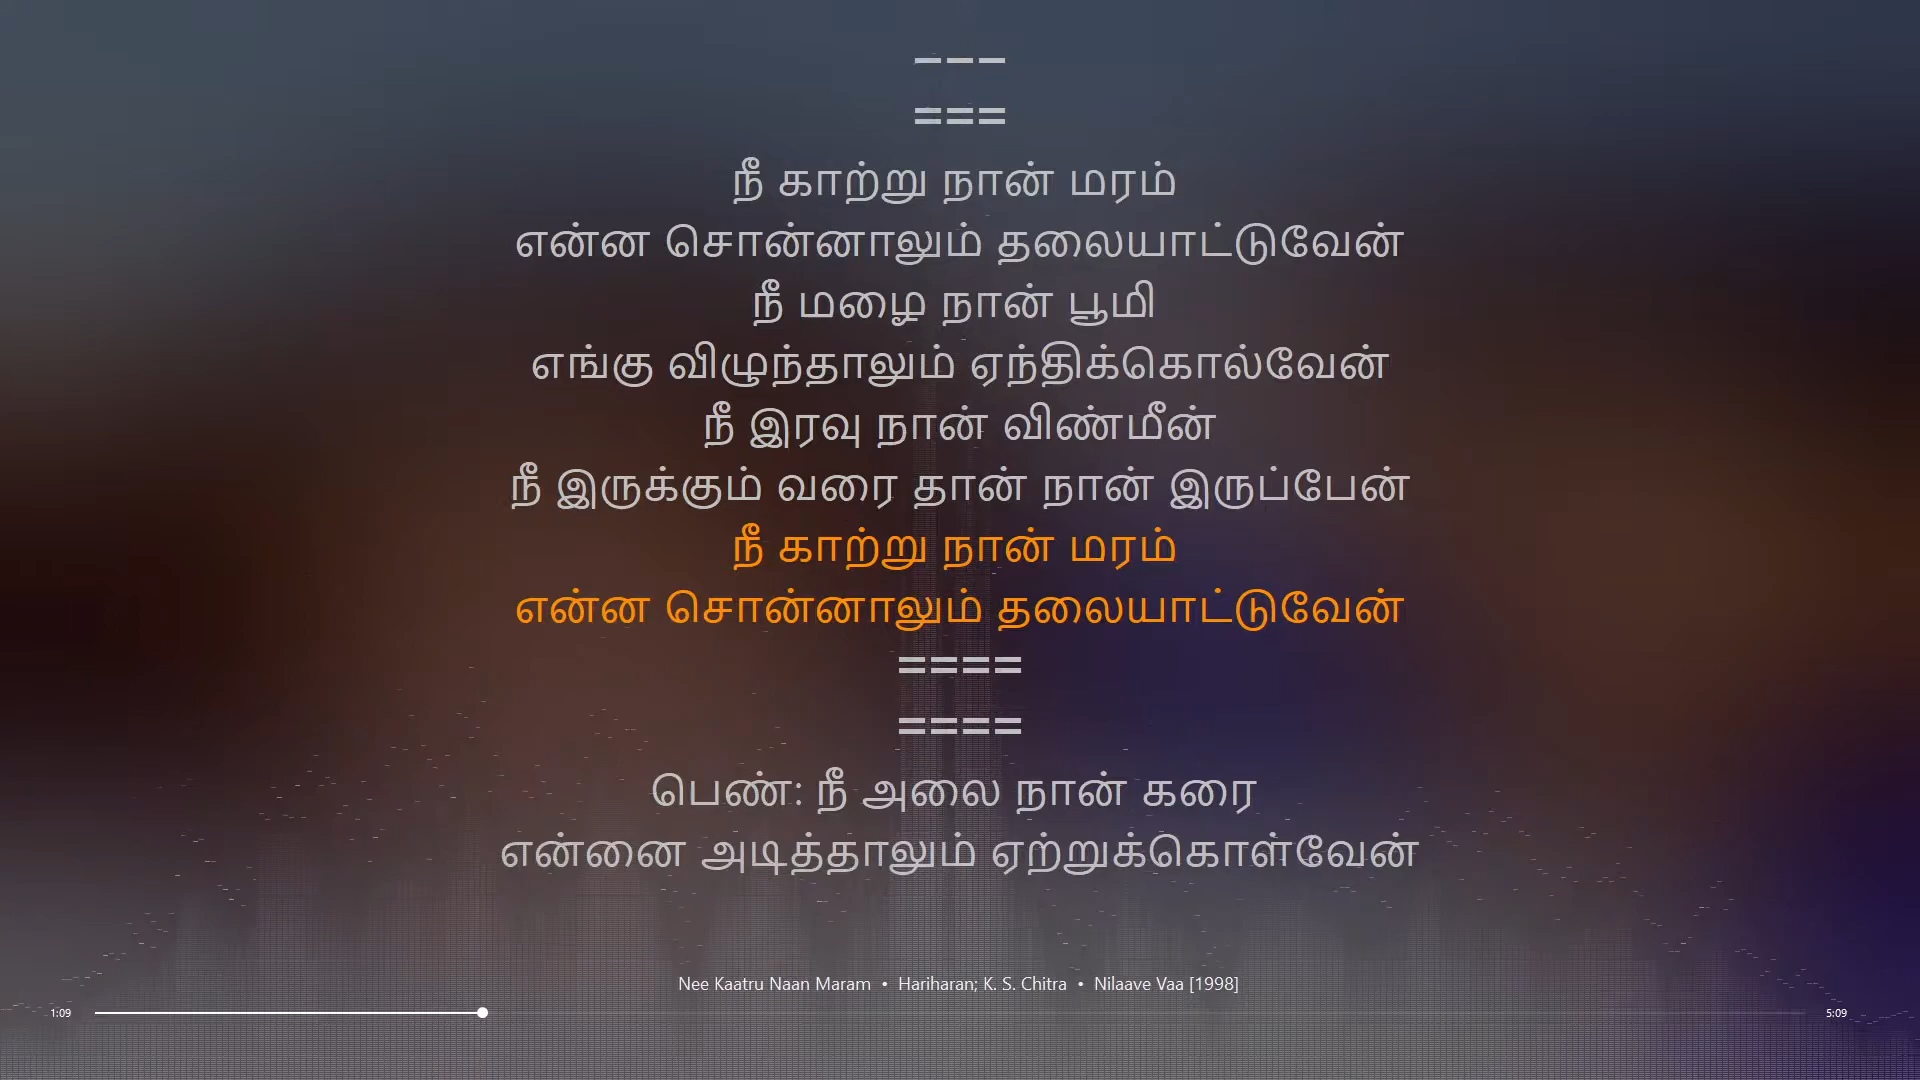 ---
===
நீ காற்று நான் மரம்
என்ன சொன்னாலும் தலையாட்டுவேன்
நீ மழை நான் பூமி
எங்கு விழுந்தாலும் ஏந்திக்கொல்வேன்
நீ இரவு நான் விண்மீன்
நீ இருக்கும் வரை தான் நான் இருப்பேன்
நீ காற்று நான் மரம்
என்ன சொன்னாலும் தலையாட்டுவேன்
====
====
பெண்: நீ அலை நான் கரை
என்னை அடித்தாலும் ஏற்றுக்கொள்வேன்
Nee Kaatru Naan Maram • Hariharan; K. S. Chitra • Nilaave Vaa [1998]
1:09 5:09